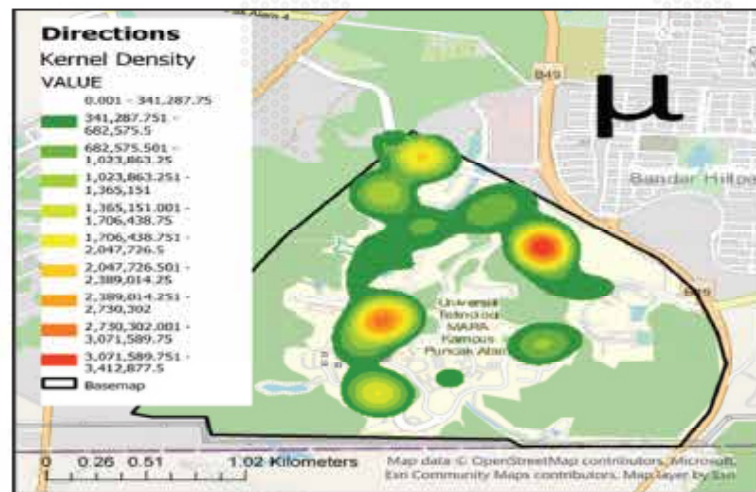 Directions
Kernel Density
VALUE
0.001 - 341,287.75
341,287.751 -
682,575.5
682,575.501 -
1,023,863.25
1,023,863.251 -
1,365,151
1,365,151.001 -
1,706,438.75
1,706,438.751 -
2,047,726.5
2,047,726.501 -
2,389,014.25
2,389,014.251 -
2,730,302
2,730,302.001 -
3,071,589.75
3,071,589.751 -
3,412,877.5
Basemap
Alam 4
B49
µ
Bandar Hillpa
B49
Universiti
Teknologi
MARA
Kampus
Puncak Alam
0 0.26 0.51 1.02 Kilometers
Map data © OpenStreetMap contributors, Microsoft,
Esri Community Maps contributors, Map layer by Esri